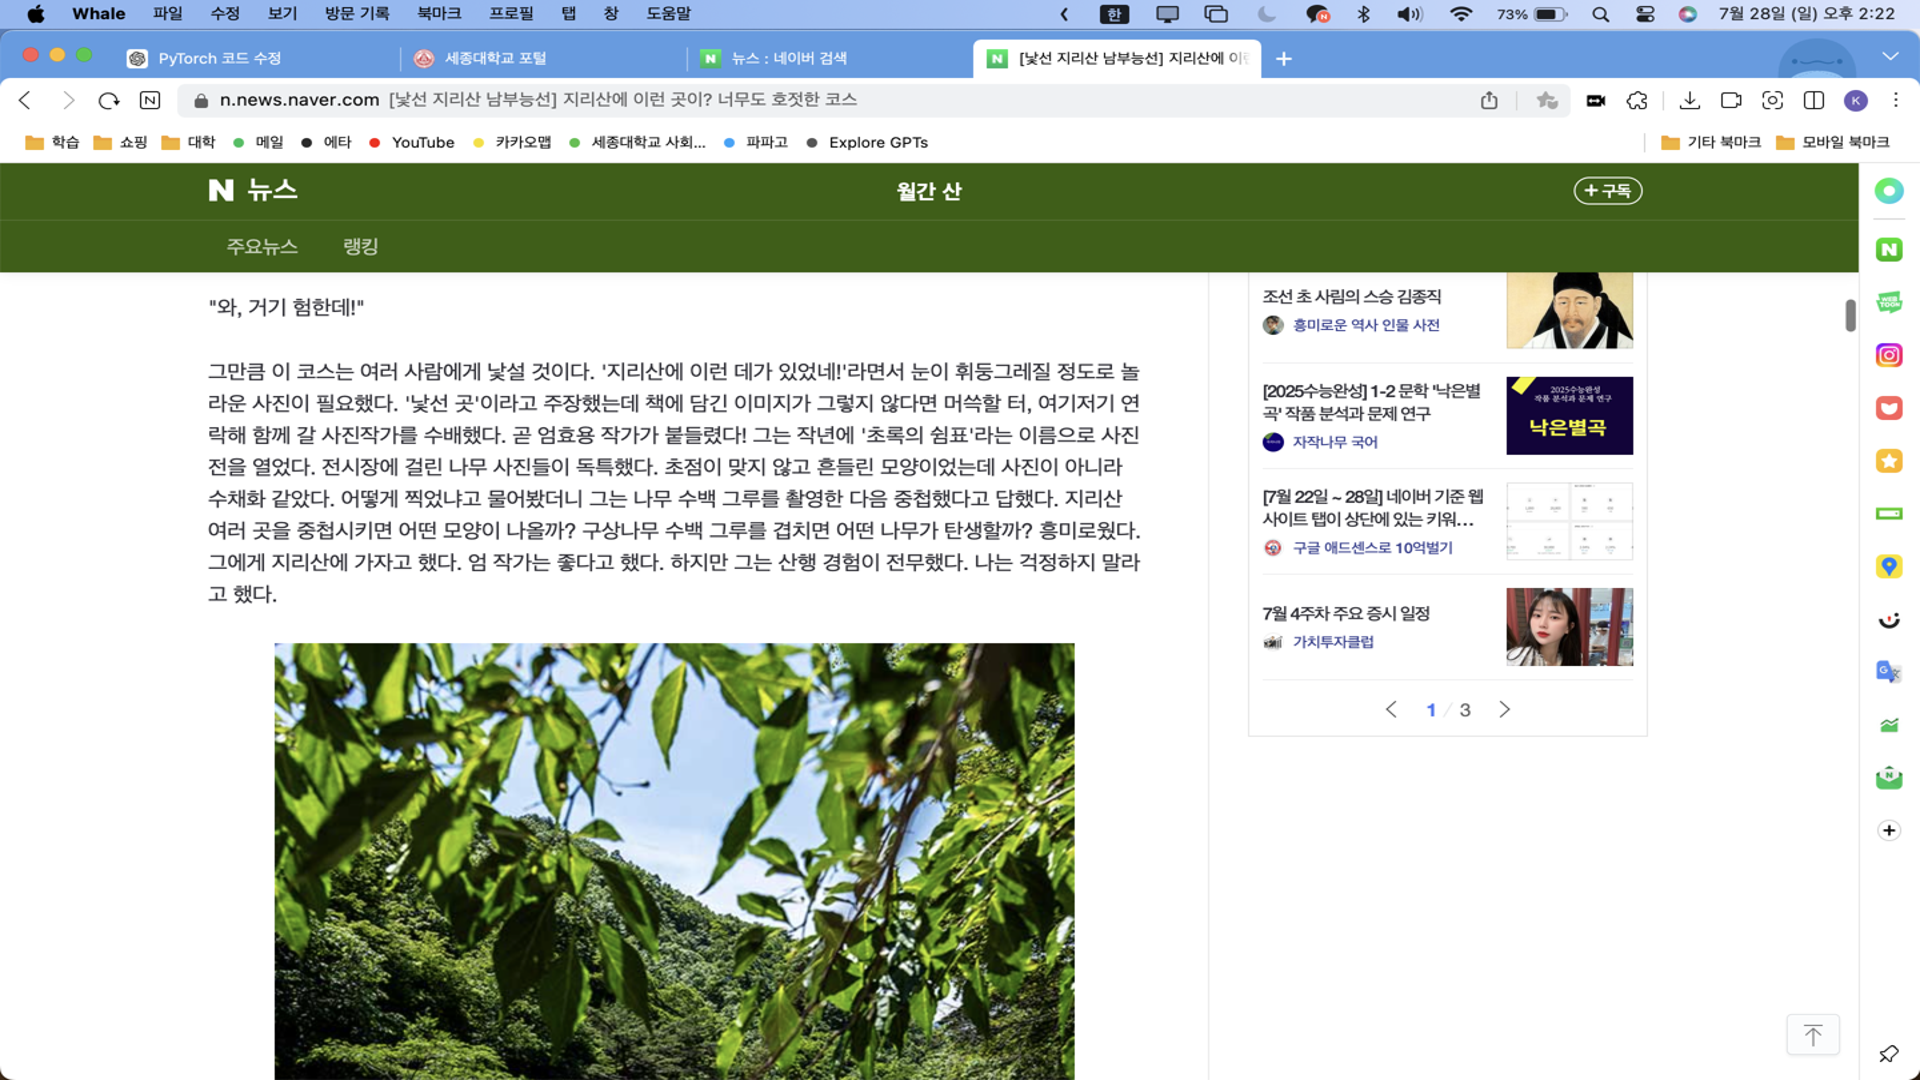 Whale 파일 수정 보기 방문 기록 북마크 프로필 탭 창 도움말 한 73% 7월 28일 (일) 오후 2:22
PyTorch 코드 수정 세종대학교 포털 뉴스 : 네이버 검색 [낯선 지리산 남부능선] 지리산에 이런
n.news.naver.com [낯선 지리산 남부능선] 지리산에 이런 곳이? 너무도 호젓한 코스 K
학습 쇼핑 대학 메일 에타 YouTube 카카오맵 세종대학교 사회... 파파고 Explore GPTs 기타 북마크 모바일 북마크
N 뉴스 월간 산 + 구독
주요뉴스 랭킹
"와, 거기 험한데!"
그만큼 이 코스는 여러 사람에게 낯설 것이다. '지리산에 이런 데가 있었네!'라면서 눈이 휘둥그레질 정도로 놀
라운 사진이 필요했다. '낯선 곳'이라고 주장했는데 책에 담긴 이미지가 그렇지 않다면 머쓱할 터, 여기저기 연
락해 함께 갈 사진작가를 수배했다. 곧 엄효용 작가가 붙들렸다! 그는 작년에 '초록의 쉼표'라는 이름으로 사진
전을 열었다. 전시장에 걸린 나무 사진들이 독특했다. 초점이 맞지 않고 흔들린 모양이었는데 사진이 아니라
수채화 같았다. 어떻게 찍었냐고 물어봤더니 그는 나무 수백 그루를 촬영한 다음 중첩했다고 답했다. 지리산
여러 곳을 중첩시키면 어떤 모양이 나올까? 구상나무 수백 그루를 겹치면 어떤 나무가 탄생할까? 흥미로웠다.
그에게 지리산에 가자고 했다. 엄 작가는 좋다고 했다. 하지만 그는 산행 경험이 전무했다. 나는 걱정하지 말라
고 했다.
조선 초 사림의 스승 김종직
흥미로운 역사 인물 사전
[2025수능완성] 1-2 문학 '낙은별
곡' 작품 분석과 문제 연구
자작나무 국어
2025수능완성
작품 분석과 문제 연구
낙은별곡
[7월 22일 ~ 28일] 네이버 기준 웹
사이트 탭이 상단에 있는 키워...
구글 애드센스로 10억벌기
7월 4주차 주요 증시 일정
가치투자클럽
1 / 3
N
WEB
TOON